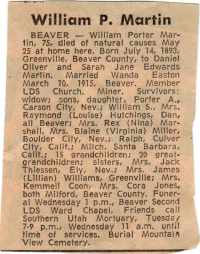 William P. Martin
BEAVER — William Porter
Martin, 75, died of natural causes May
25 at home here. Born July 14, 1893,
Greenville, Beaver County, to Daniel
Oliver and Sarah Jane Edwards
Martin. Married Wanda Easton
March 10, 1915, Beaver. Member
LDS Church. Miner. Survivors:
widow; sons, daughter, Porter A.,
Carson City, Nev.; William S., Mrs.
Raymond (Louise) Hutchings, Dan,
all Beaver; Mrs. Rex (Nina) Mar-
shall, Mrs. Blaine (Virginia) Miller,
Boulder City, Nev.; Ralph, Culver
City, Calif.; Mitch, Santa Barbara,
Calif.; 15 grandchildren; 20 great-
grandchildren; sisters, Mrs. Jack
Thiessen, Ely, Nev.; Mrs. James
(Lillian) Williams, Greenville; Mrs.
Kemmell Coon, Mrs. Cora Jones,
both Milford, Beaver County. Funer-
al Wednesday 1 p.m. Beaver Second
LDS Ward Chapel. Friends call
Southern Utah Mortuary, Tuesday
7-9 p.m., Wednesday 11 a.m. until
time of services. Burial Mountain
View Cemetery.